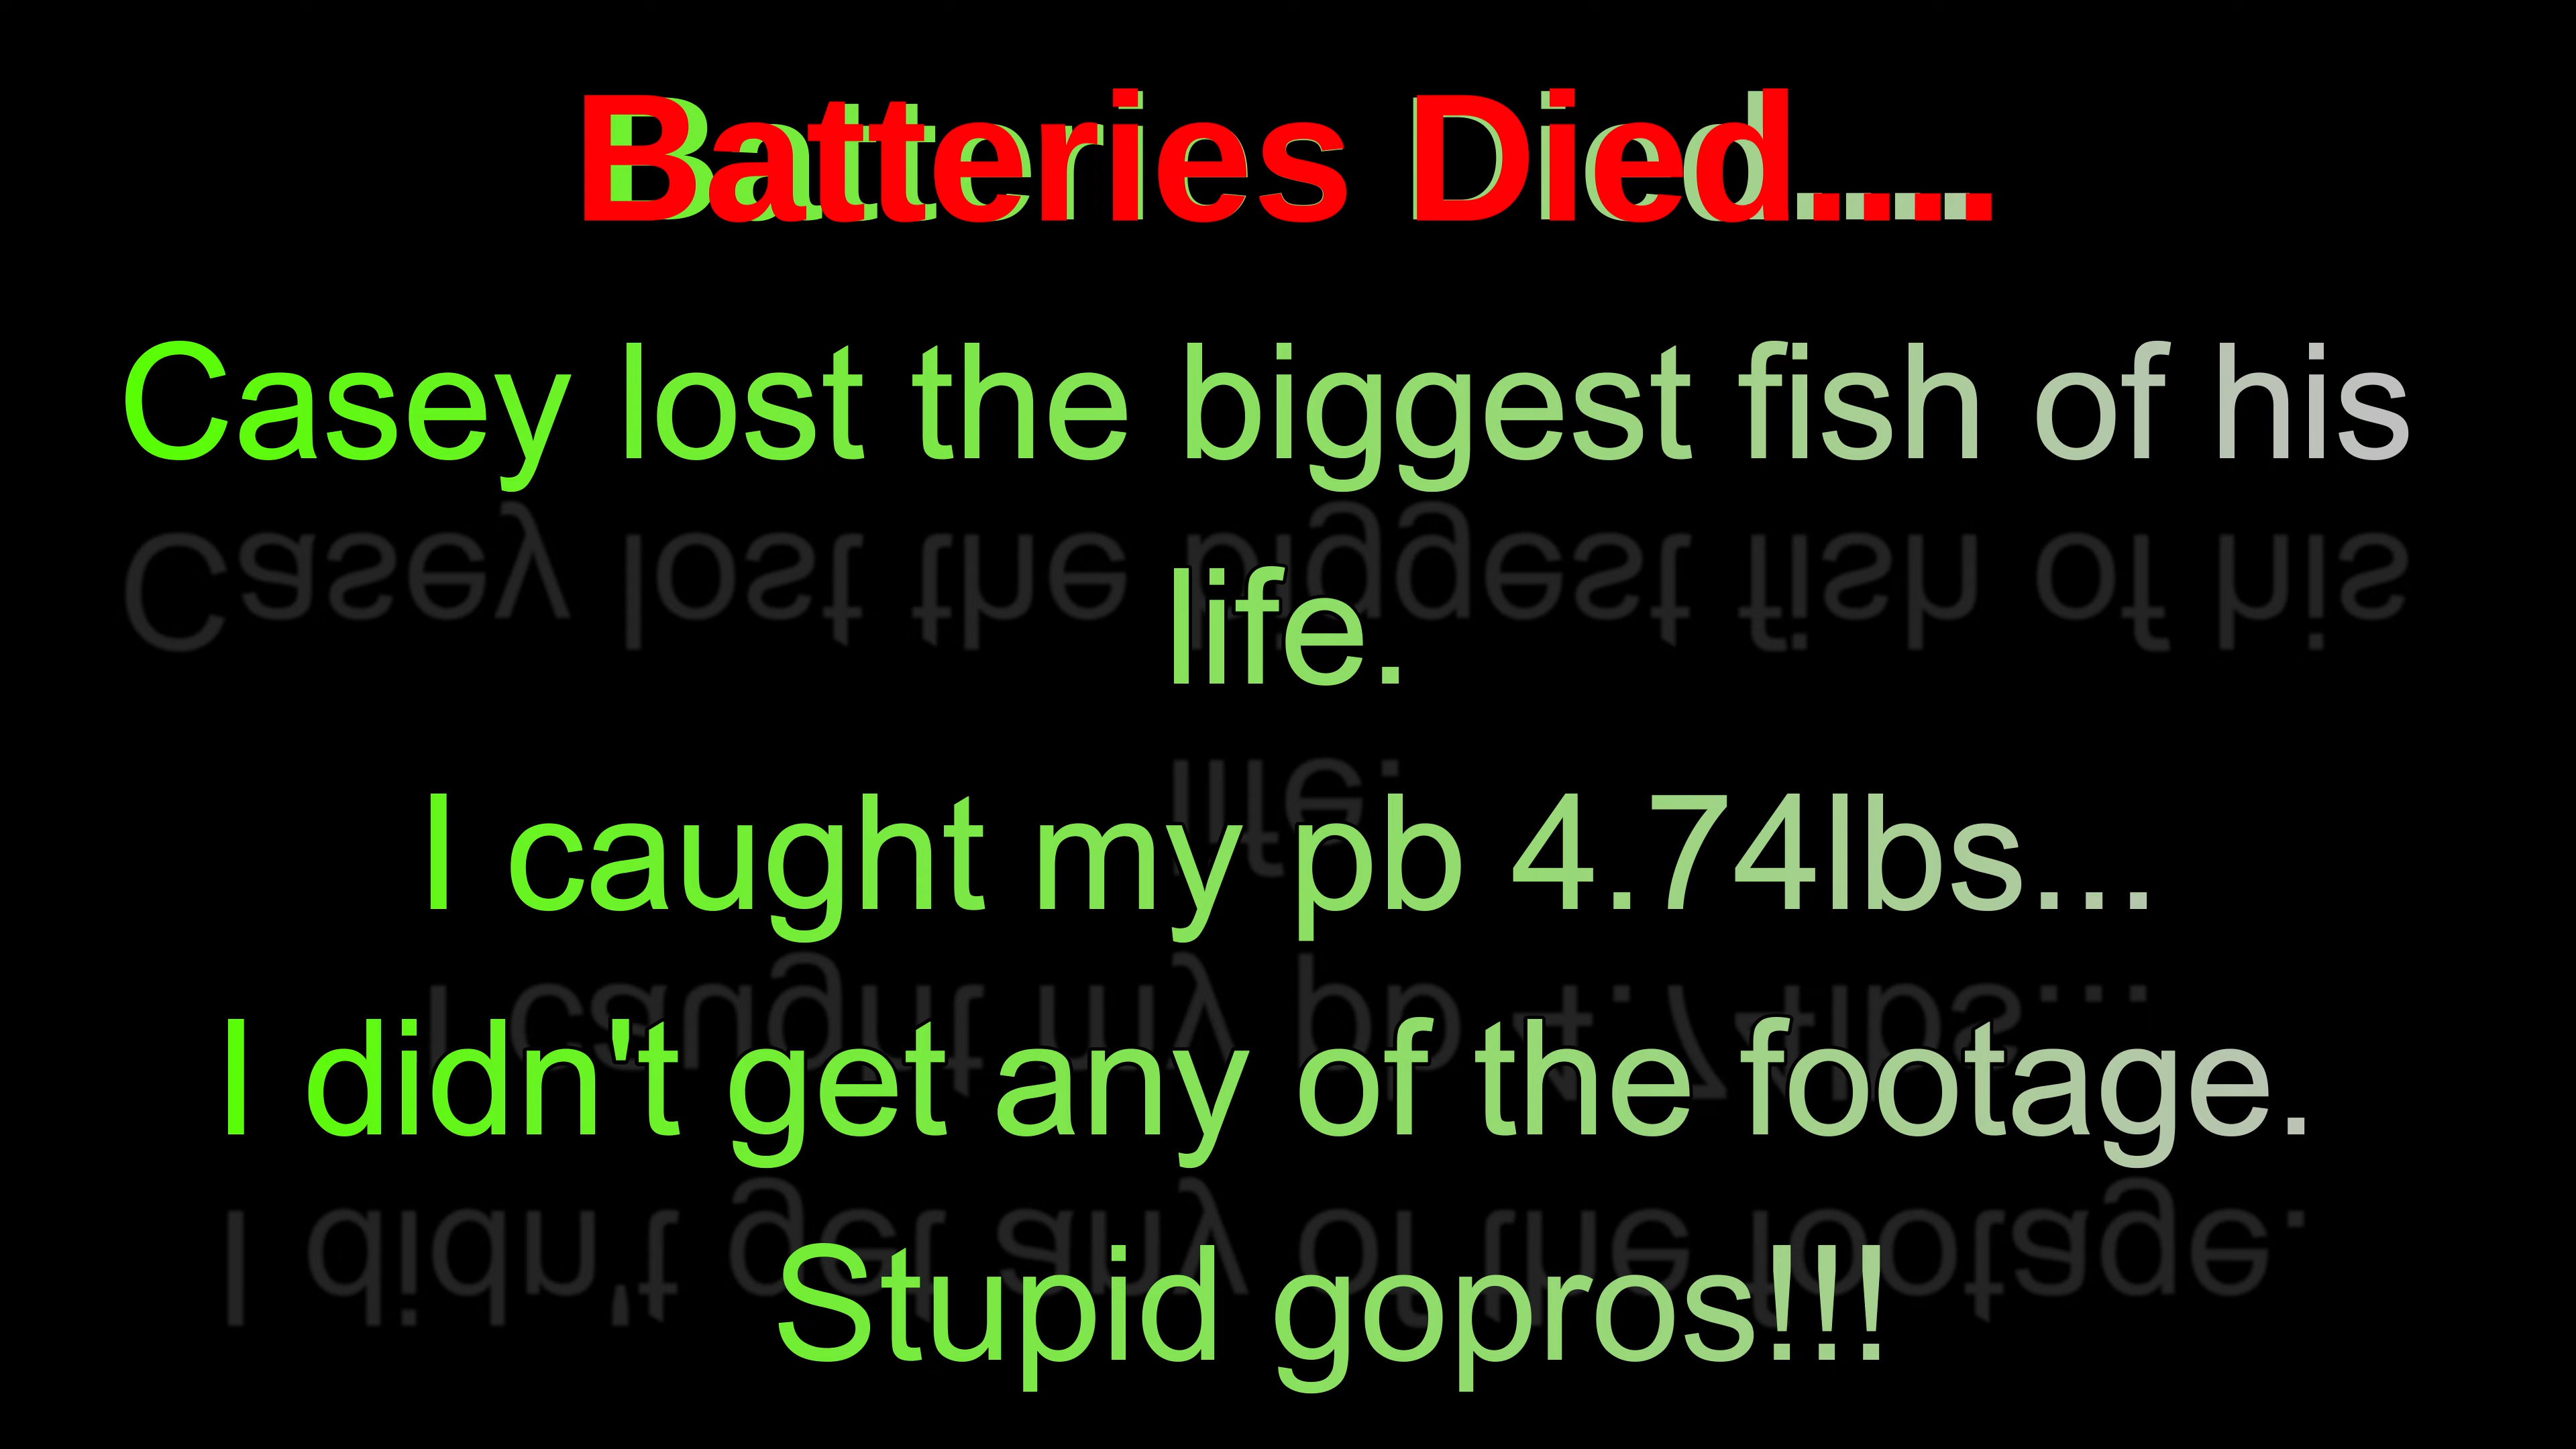 Batteries Died....
Casey lost the biggest fish of his
life.
I caught my pb 4.74lbs...
I didn't get any of the footage.
Stupid gopros!!!